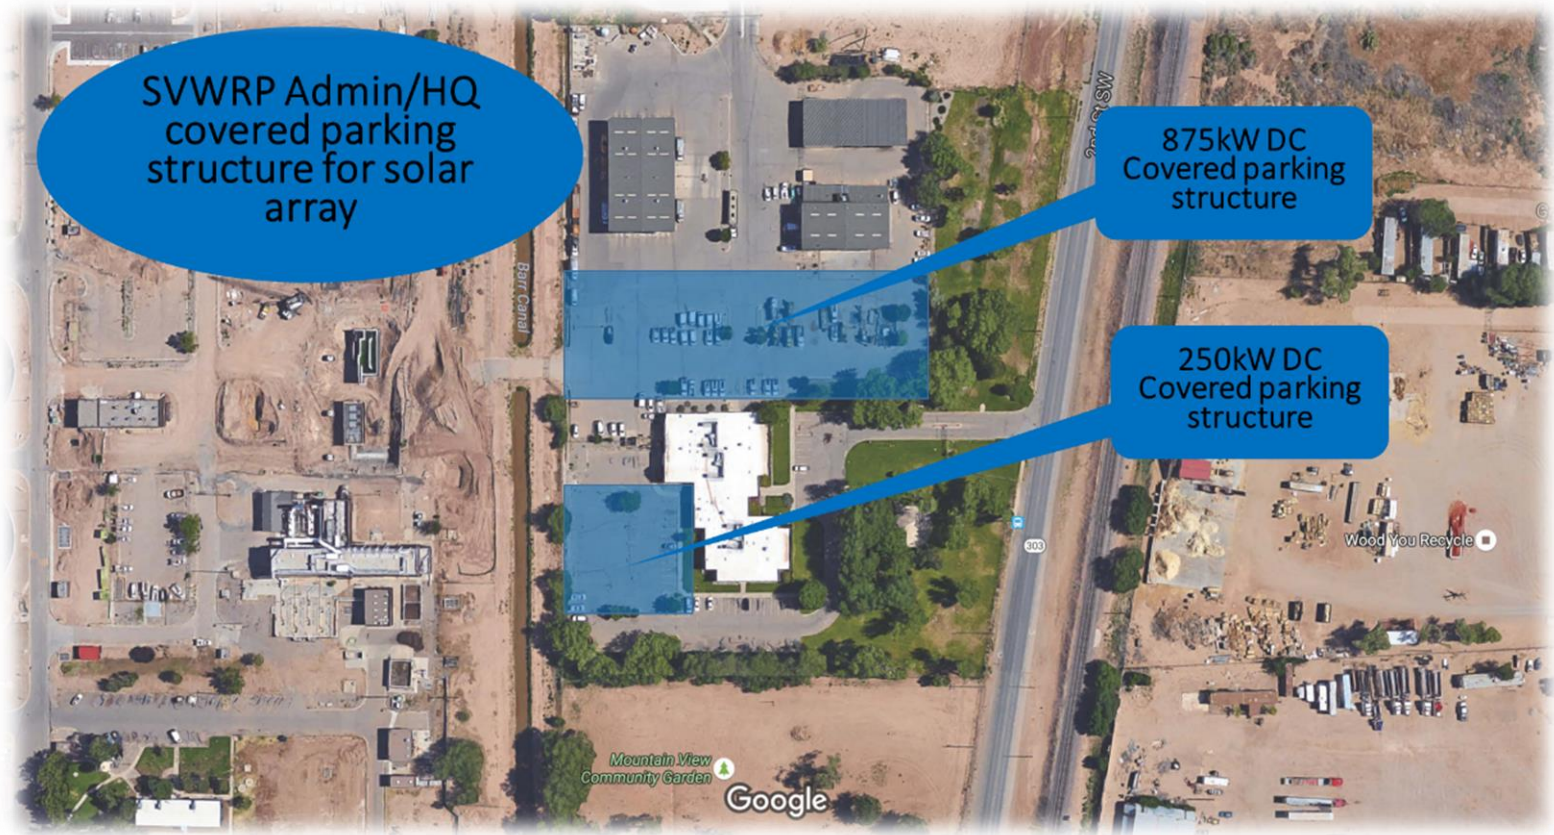 SVWRP Admin/HQ
covered parking
structure for solar
array
875kW DC
Covered parking
structure
250kW DC
Covered parking
structure
2nd St SW
Barr Canal
303
Wood You Recycle
Mountain View
Community Garden
Google